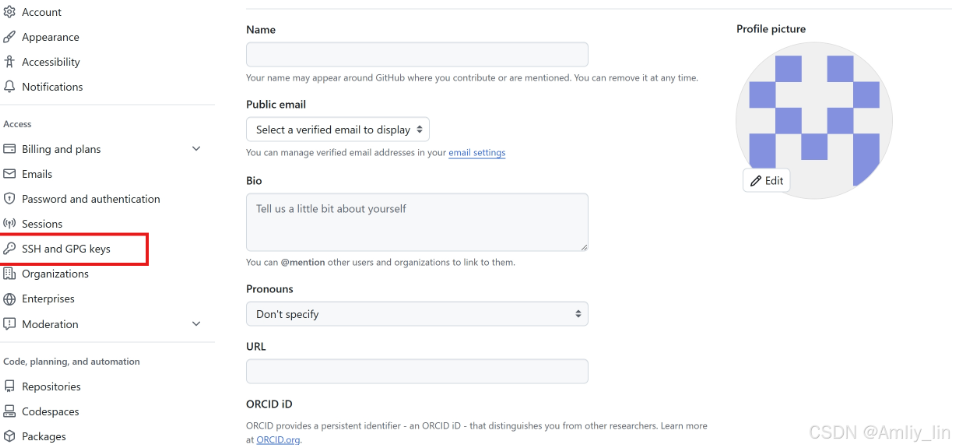 Account
Appearance
Accessibility
Notifications
Access
Billing and plans
Emails
Password and authentication
Sessions
SSH and GPG keys
Organizations
Enterprises
Moderation
Code, planning, and automation
Repositories
Codespaces
Packages
Name
Your name may appear around GitHub where you contribute or are mentioned. You can remove it at any time.
Public email
Select a verified email to display
You can manage verified email addresses in your email settings
Bio
Tell us a little bit about yourself
You can @mention other users and organizations to link to them.
Pronouns
Don't specify
URL
ORCID iD
ORCID provides a persistent identifier - an ORCID iD - that distinguishes you from other researchers. Learn more
at ORCID.org.
Profile picture
Edit
CSDN @Amliy_lin